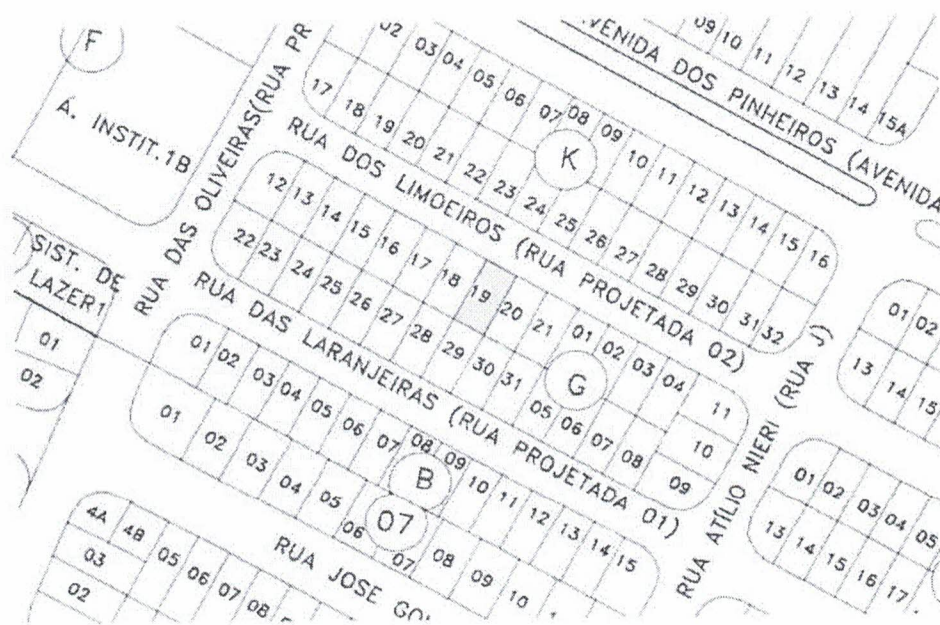 F
Á. INSTIT.1B
SIST. DE
LAZER1
01
02
RUA DAS OLIVEIRAS(RUA PR
02 03 04 05 06 07 08 09 10 11 12 13 14 15 16
K
17 18 19 20 21 22 23 24 25 26 27 28 29 30 31 32
AVENIDA DOS PINHEIROS (AVENIDA
09 10 11 12 13 14 15A
RUA DOS LIMOEIROS (RUA PROJETADA 02)
12 13 14 15 16 17 18 19 20 21 01 02 03 04 11
G
10
22 23 24 25 26 27 28 29 30 31 05 06 07 08 09
RUA DAS LARANJEIRAS (RUA PROJETADA 01)
01 02 03 04 05 06 07 08 09 10 11 12 13 14 15
B
07
01 02 03 04 05 06 07 08 09 10
RUA JOSE GO
4A 4B 05 06 07 08
03
02
RUA ATÍLIO NIERI (RUA J)
01 02
13 14 15
01 02 03 04 05
13 14 15 16 17